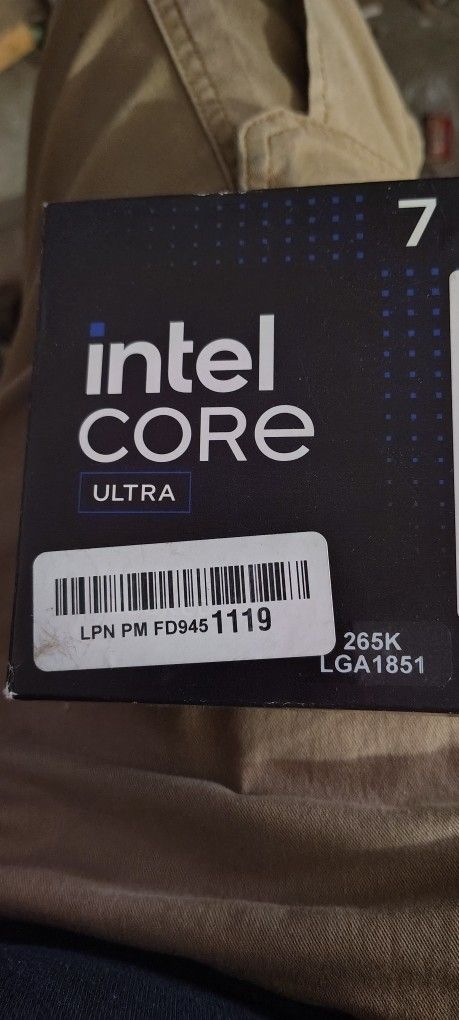 7
intel
CORE
ULTRA
LPN PM FD9451119
265K
LGA1851